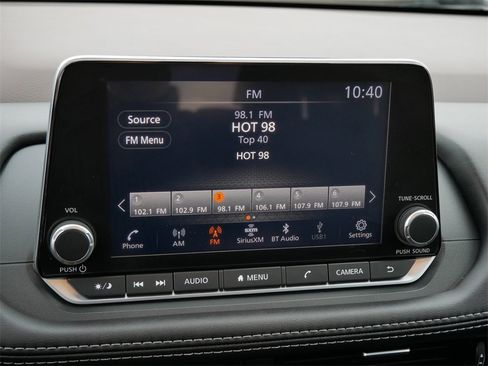 FM
10:40
98.1 FM
Source
HOT 98
Top 40
FM Menu
HOT 98
1 2 3 4 5 6
102.1 FM 102.9 FM 98.1 FM 106.1 FM 107.9 FM 107.9 FM
VOL
TUNE·SCROLL
Phone AM FM SiriusXM BT Audio USB1 Settings
sxm
PUSH
PUSH SOUND
AUDIO MENU CAMERA